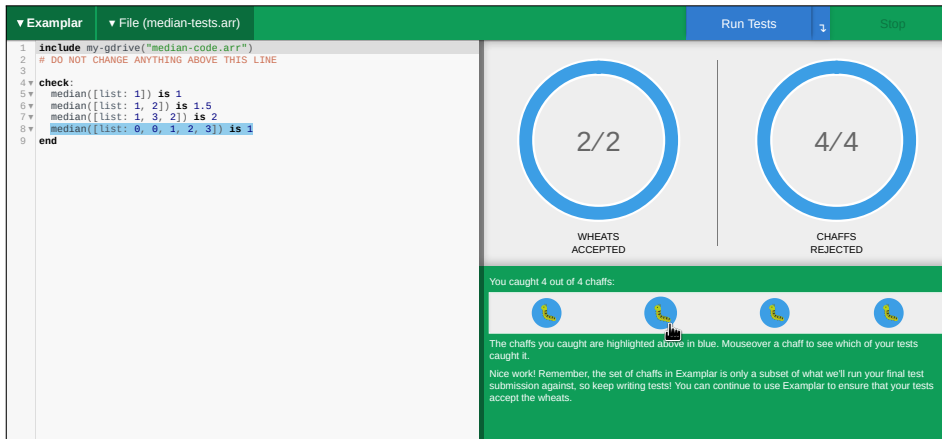 ▾ Examplar ▾ File (median-tests.arr) Run Tests ↴ Stop
1 include my-gdrive("median-code.arr")
2 # DO NOT CHANGE ANYTHING ABOVE THIS LINE
3
4 check:
5 median([list: 1]) is 1
6 median([list: 1, 2]) is 1.5
7 median([list: 1, 3, 2]) is 2
8 median([list: 0, 0, 1, 2, 3]) is 1
9 end
2/2 4/4
WHEATS ACCEPTED
CHAFFS REJECTED
You caught 4 out of 4 chaffs:
The chaffs you caught are highlighted above in blue. Mouseover a chaff to see which of your tests
caught it.
Nice work! Remember, the set of chaffs in Examplar is only a subset of what we'll run your final test
submission against, so keep writing tests! You can continue to use Examplar to ensure that your tests
accept the wheats.